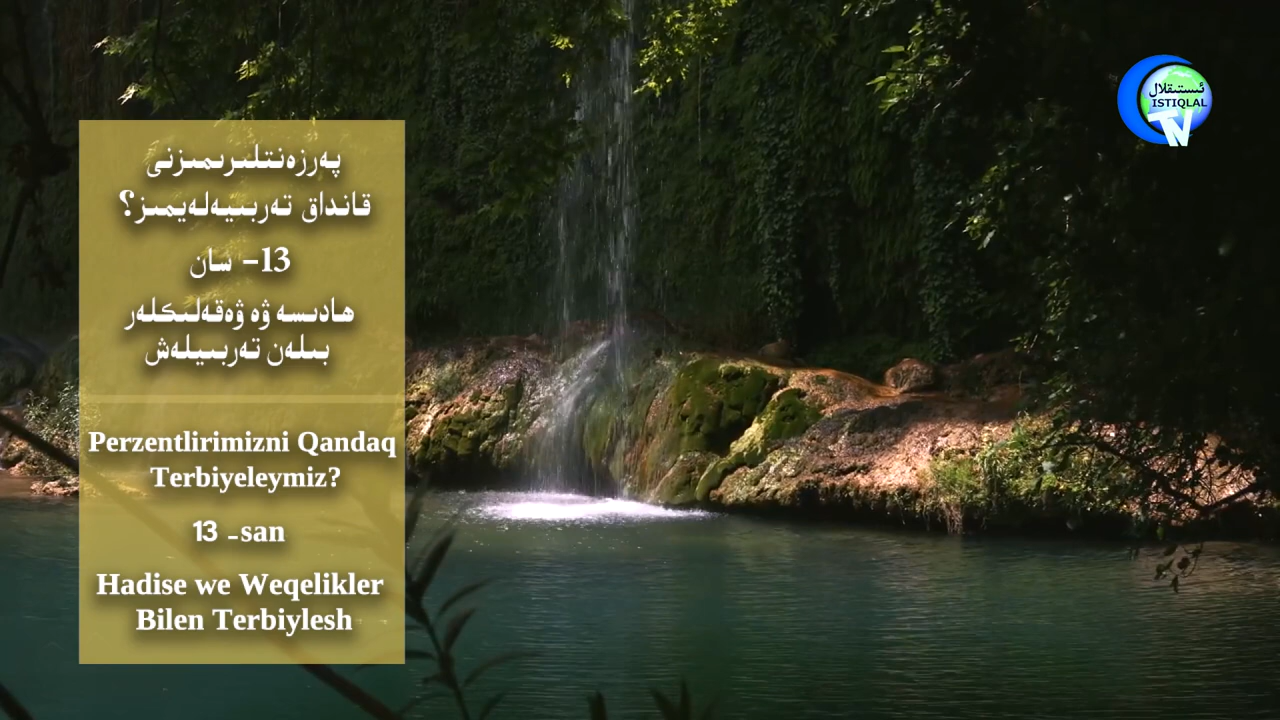 پەرزەنتلىرىمىزنى
قانداق تەربىيەلەيمىز؟
13- سان
ھادىسە ۋە ۋەقەلىكلەر
بىلەن تەربىيىلەش
Perzentlirimizni Qandaq
Terbiyeleymiz?
13 -san
Hadise we Weqelikler
Bilen Terbiylesh
ئىستىقلال
ISTIQLAL
TV